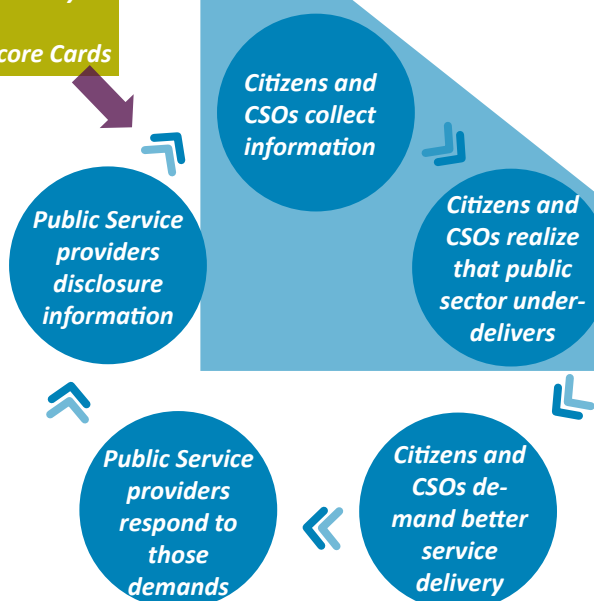 Cards
Citizens and
CSOs collect
information
Citizens and
CSOs realize
that public
sector under-
delivers
Citizens and
CSOs de-
mand better
service
delivery
Public Service
providers
respond to
those
demands
Public Service
providers
disclosure
information